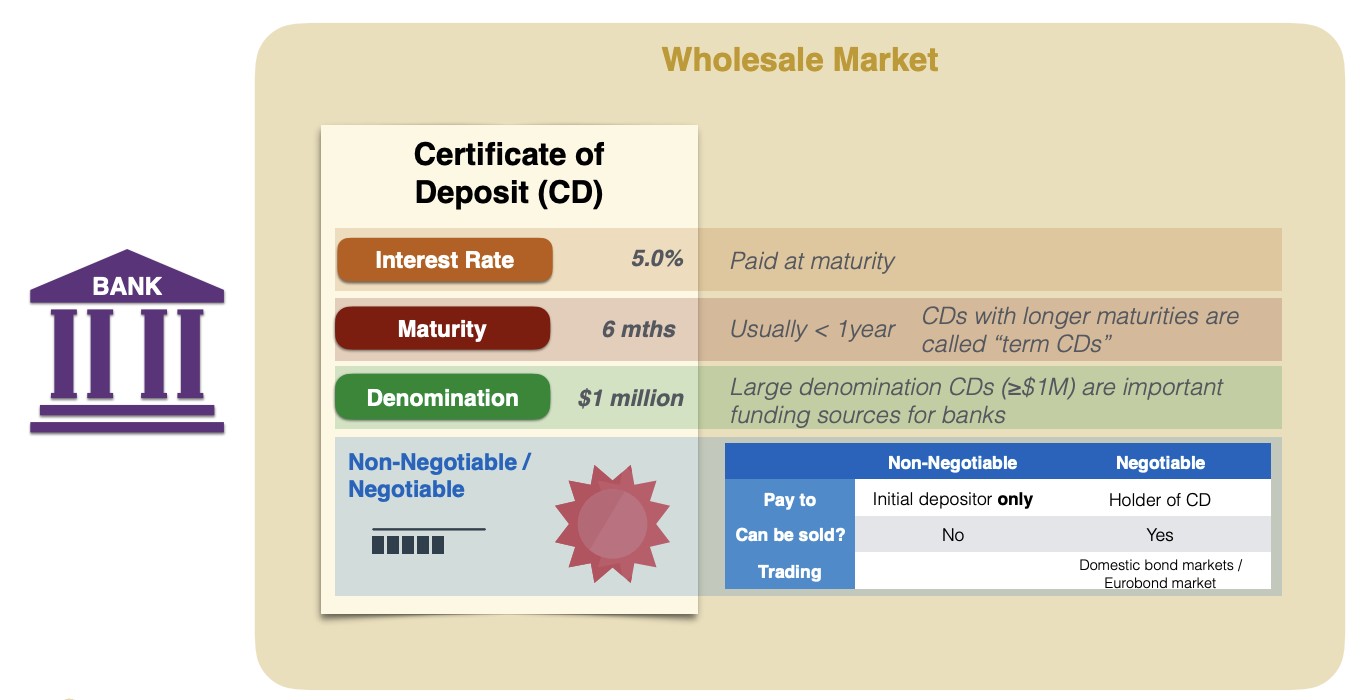 Wholesale Market
Certificate of
Deposit (CD)
BANK
Interest Rate 5.0% Paid at maturity
Maturity 6 mths Usually < 1year CDs with longer maturities are
called “term CDs”
Denomination $1 million Large denomination CDs (≥$1M) are important
funding sources for banks
Non-Negotiable /
Negotiable
Non-Negotiable Negotiable
Pay to Initial depositor only Holder of CD
Can be sold? No Yes
Trading Domestic bond markets /
Eurobond market